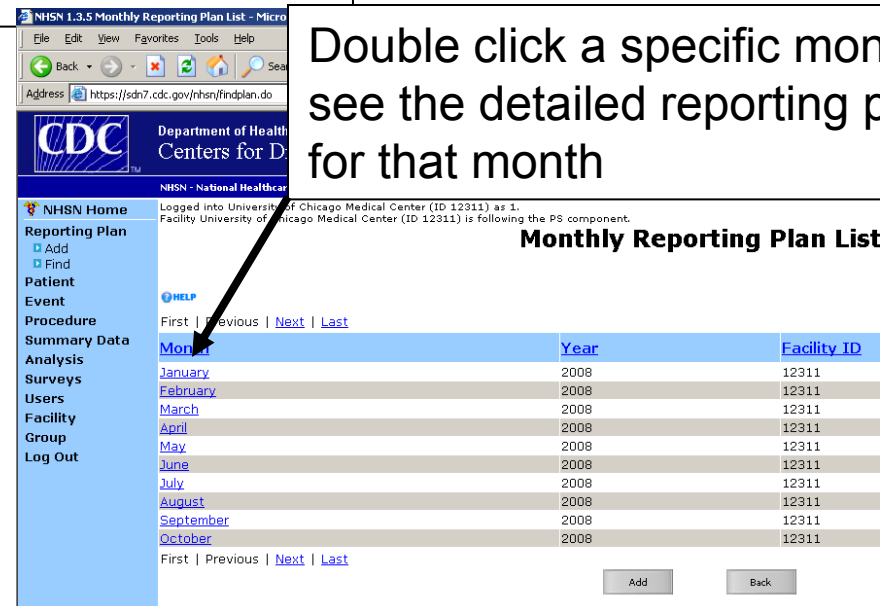 NHSN 1.3.5 Monthly Reporting Plan List - Micro
File Edit View Favorites Tools Help
Back Sea
Address https://sdn7.cdc.gov/nhsn/findplan.do
Double click a specific mon
see the detailed reporting p
for that month
CDC TM
Department of Health
Centers for D
NHSN - National Healthcar
NHSN Home
Reporting Plan
Add
Find
Patient
Event
Procedure
Summary Data
Analysis
Surveys
Users
Facility
Group
Log Out
Logged into University of Chicago Medical Center (ID 12311) as 1.
Facility University of Chicago Medical Center (ID 12311) is following the PS component.
Monthly Reporting Plan List
HELP
First | Previous | Next | Last
Month Year Facility ID
January 2008 12311
February 2008 12311
March 2008 12311
April 2008 12311
May 2008 12311
June 2008 12311
July 2008 12311
August 2008 12311
September 2008 12311
October 2008 12311
First | Previous | Next | Last
Add Back